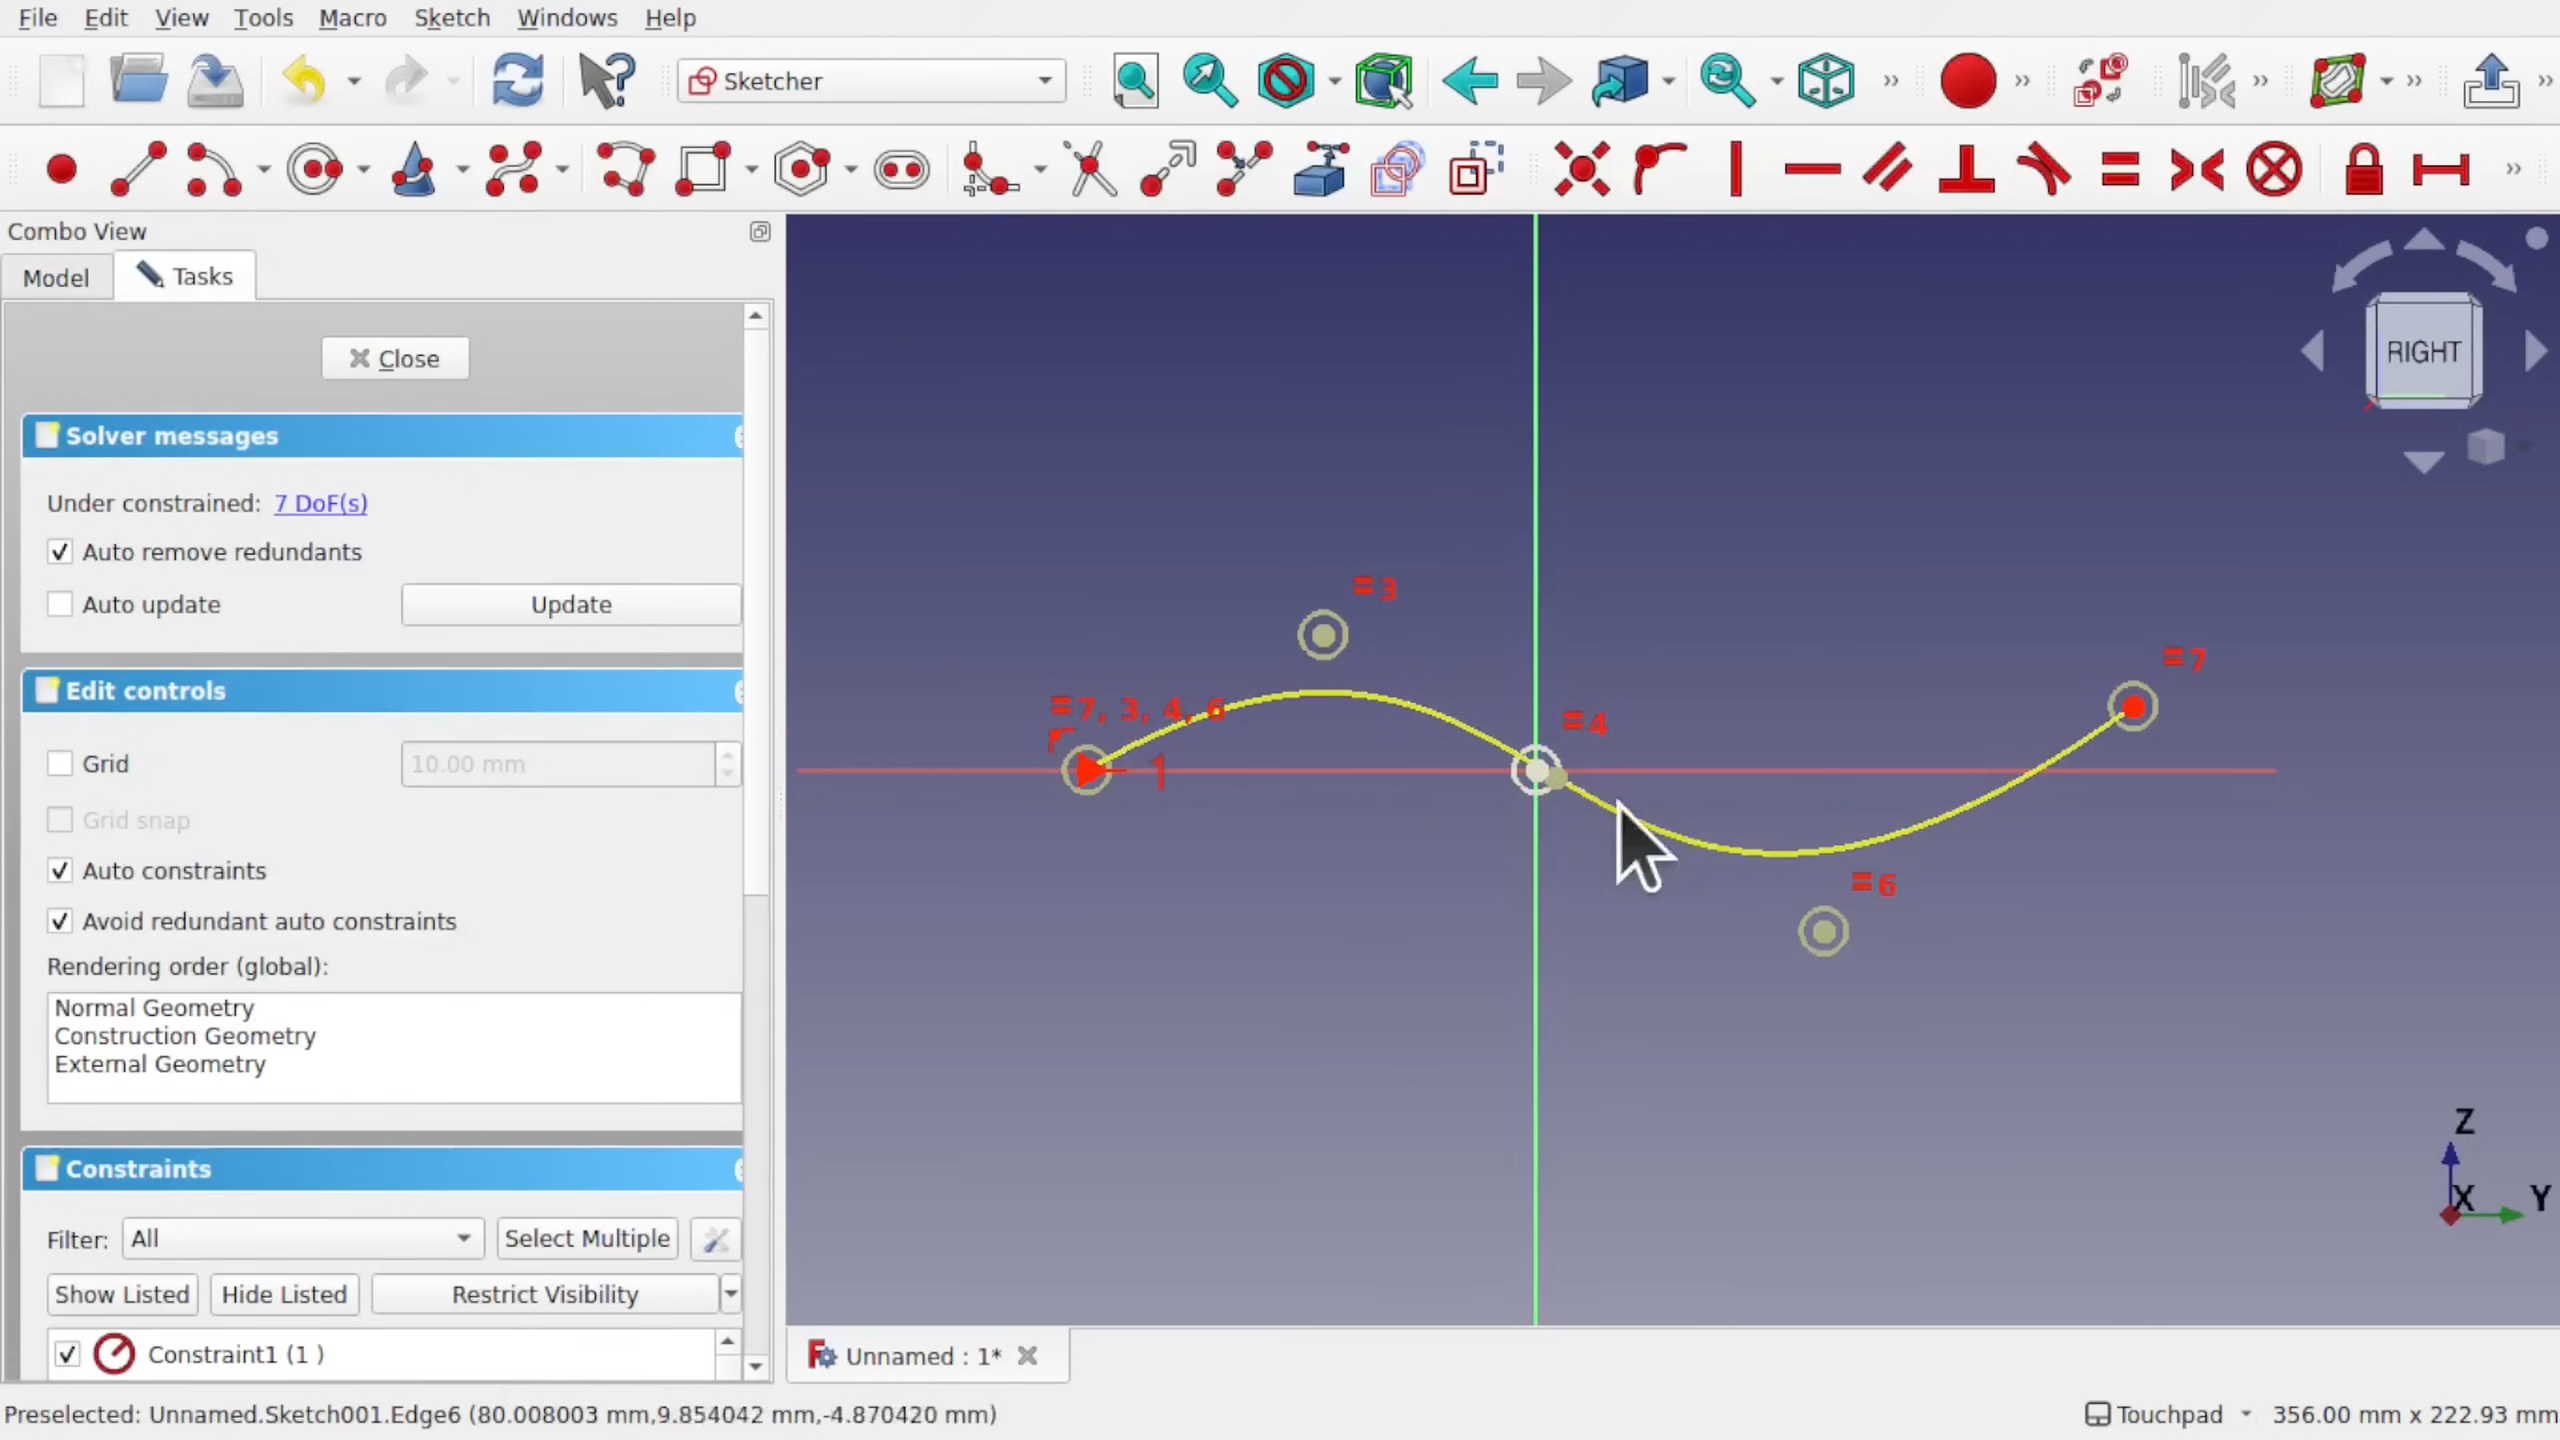 File Edit View Tools Macro Sketch Windows Help
Sketcher
Combo View
Model
Tasks
Close
Solver messages
Under constrained: 7 DoF(s)
Auto remove redundants
Auto update
Update
Edit controls
Grid
10.00 mm
Grid snap
Auto constraints
Avoid redundant auto constraints
Rendering order (global):
Normal Geometry
Construction Geometry
External Geometry
Constraints
Filter:
All
Select Multiple
Show Listed
Hide Listed
Restrict Visibility
Constraint1 (1 )
RIGHT
=3
=7
=7, 3, 4, 6
=4
1
=6
Z
X
Y
Unnamed : 1*
Preselected: Unnamed.Sketch001.Edge6 (80.008003 mm,9.854042 mm,-4.870420 mm)
Touchpad
356.00 mm x 222.93 mm